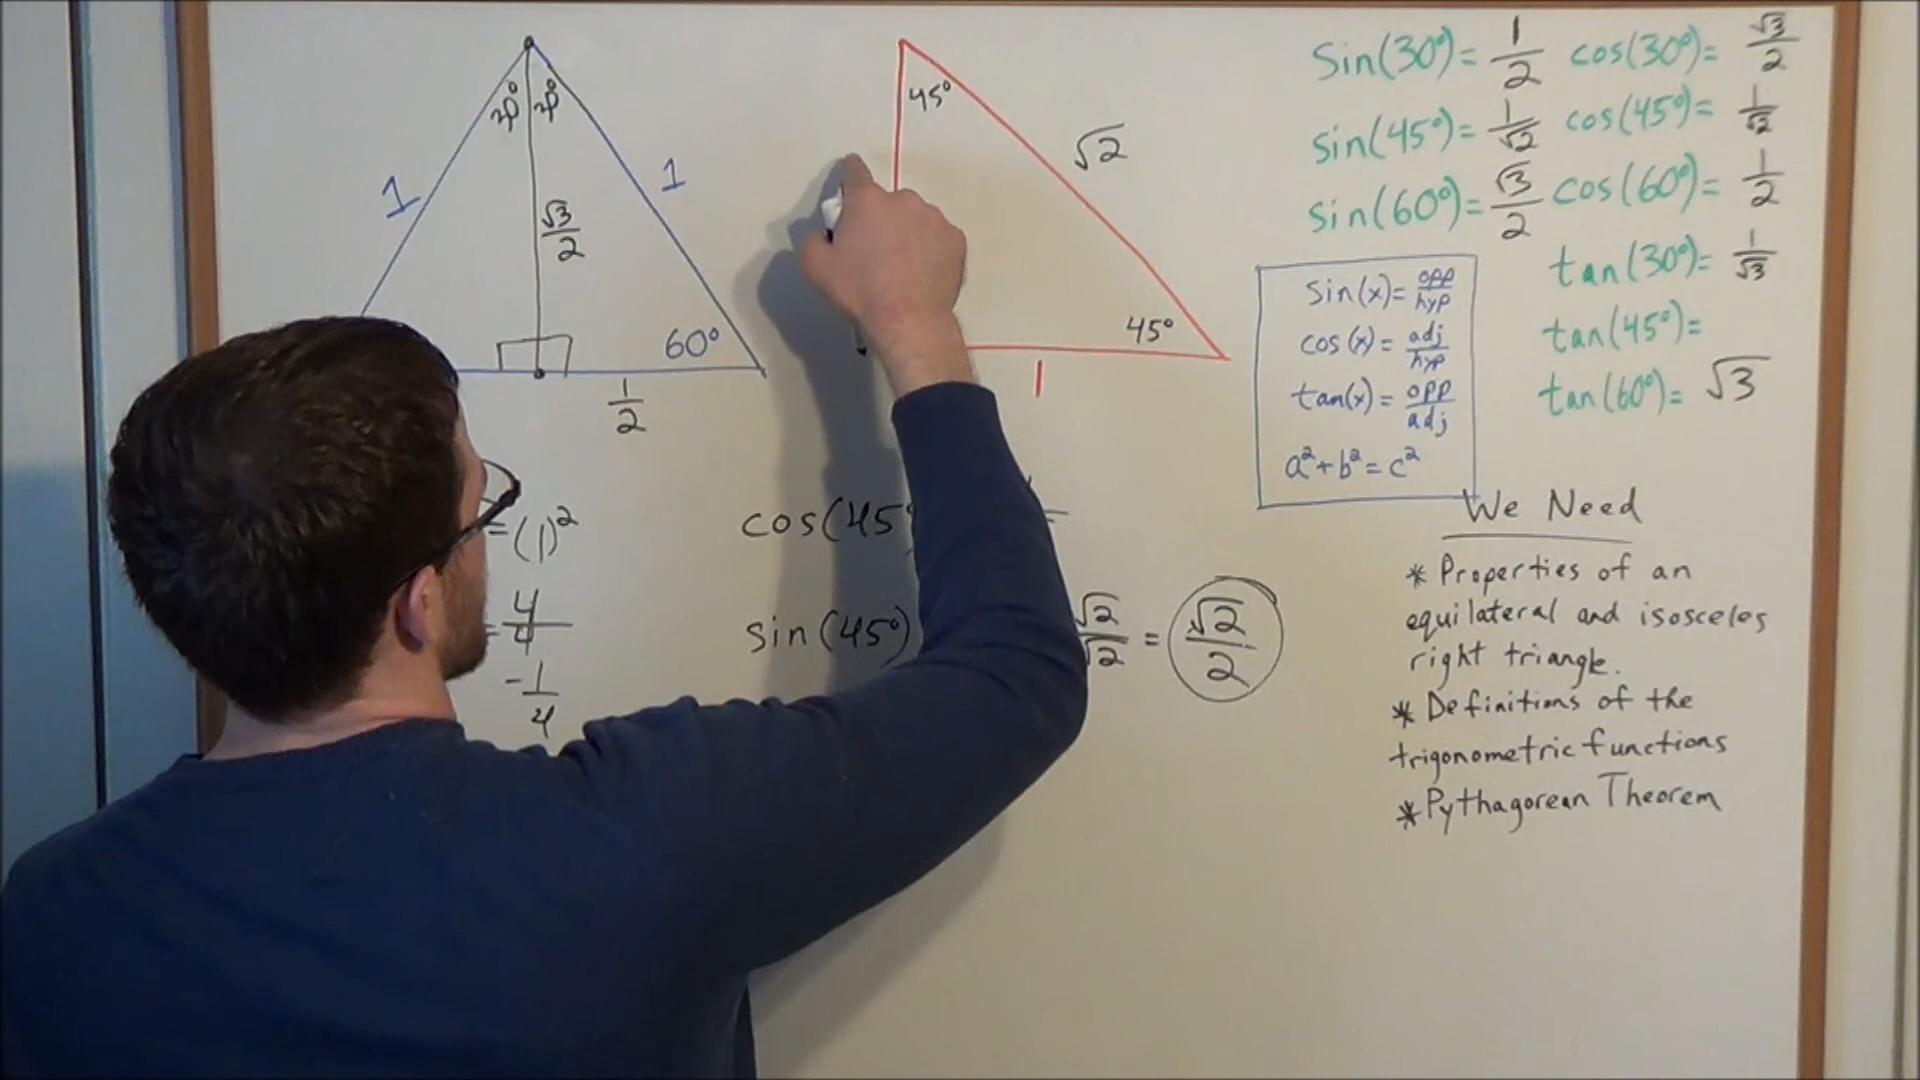 30° 30°
1
1
√3/2
60°
1/2
45°
√2
45°
1
= (1)²
= 4/4
- 1/4
cos(45
sin(45°)
√2/√2 = √2/2
sin(30°) = 1/2 cos(30°) = √3/2
sin(45°) = 1/√2 cos(45°) = 1/√2
sin(60°) = √3/2 cos(60°) = 1/2
tan(30°) = 1/√3
tan(45°) =
tan(60°) = √3
sin(x) = opp/hyp
cos(x) = adj/hyp
tan(x) = opp/adj
a² + b² = c²
We Need
* Properties of an
equilateral and isosceles
right triangle.
* Definitions of the
trigonometric functions
* Pythagorean Theorem